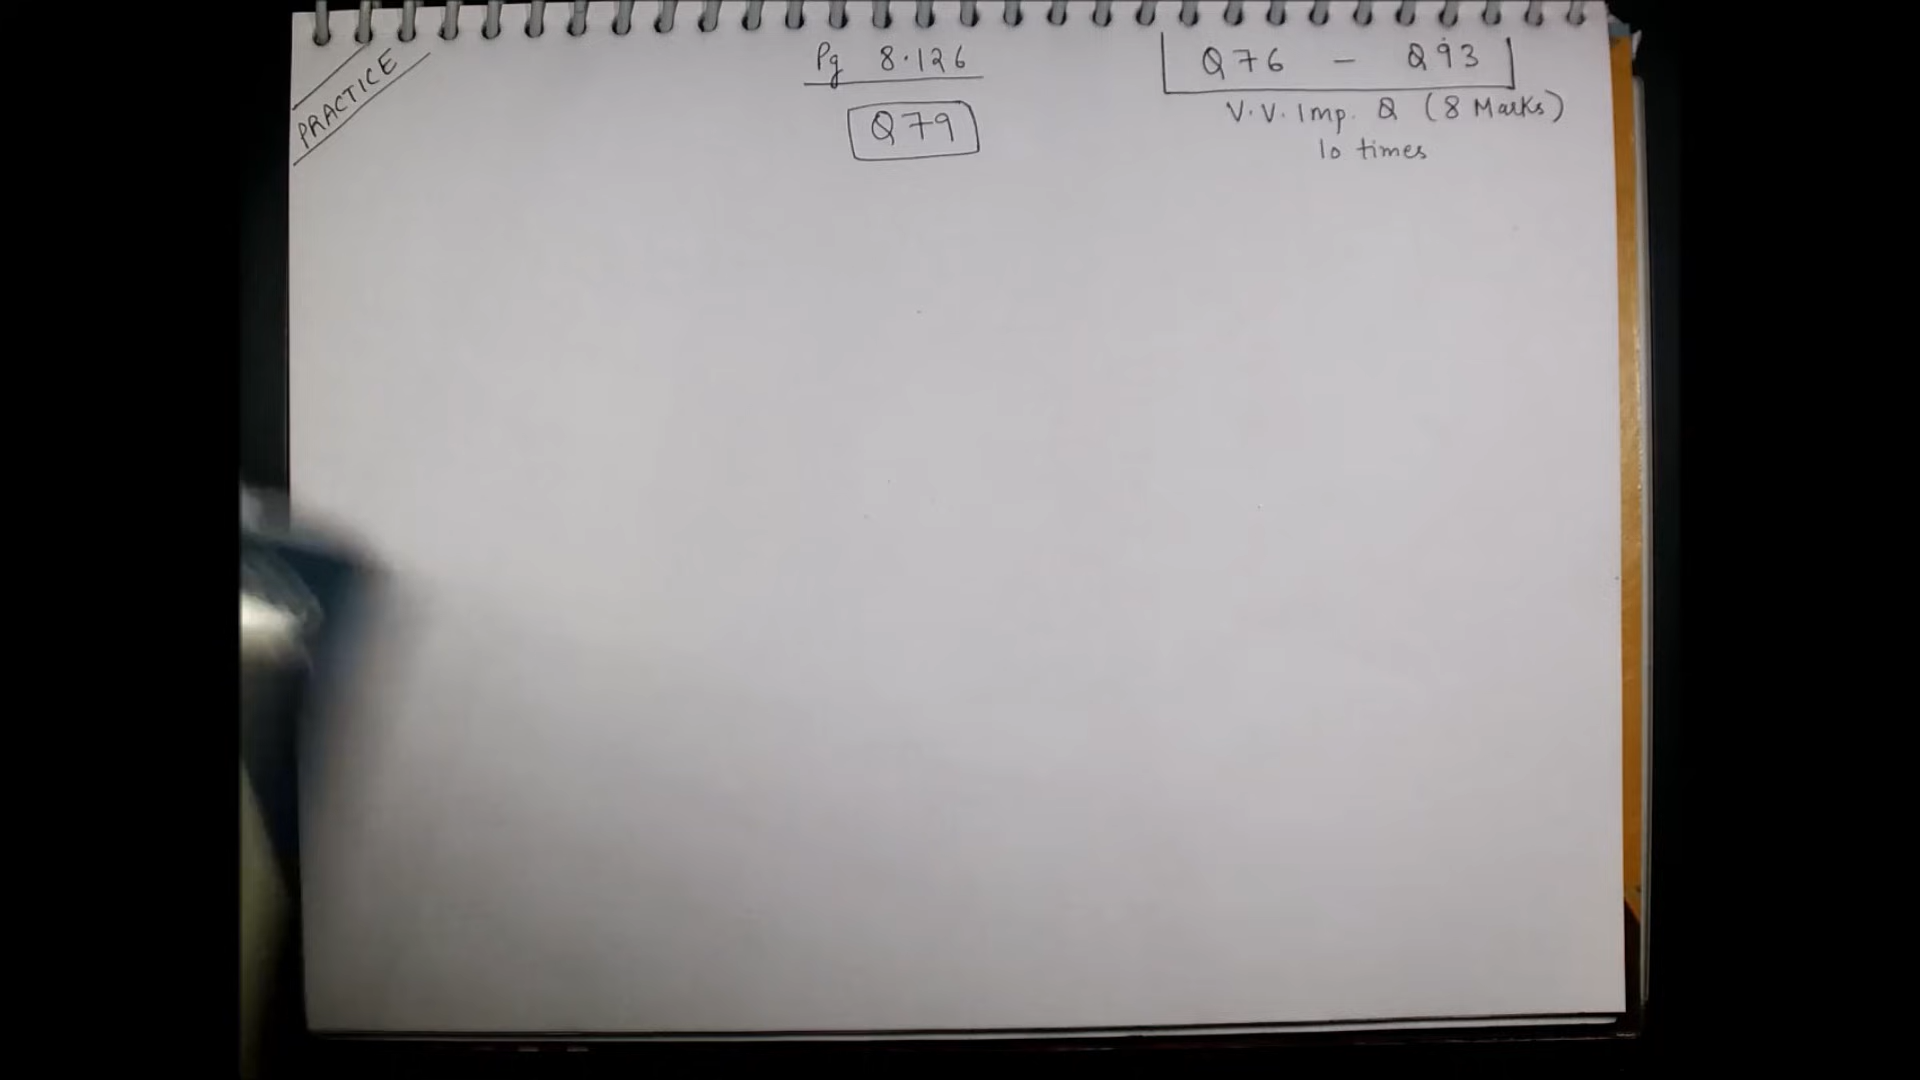 PRACTICE
Pg 8.126
Q79
Q76 - Q93
V.V. Imp. Q (8 Marks)
10 times